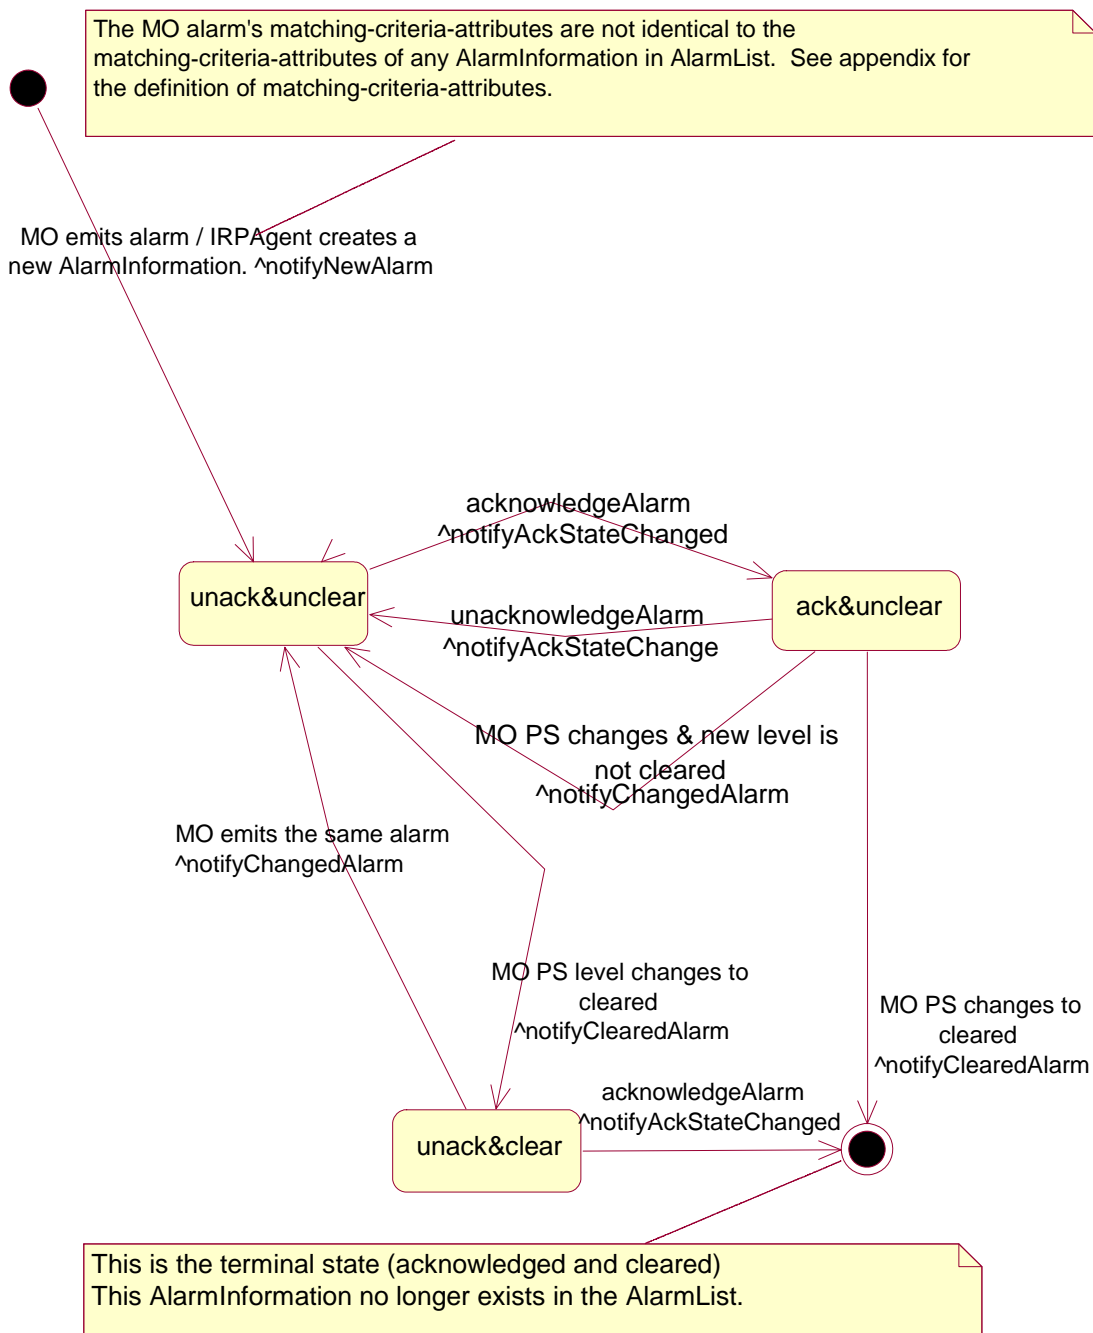 The MO alarm's matching-criteria-attributes are not identical to the
matching-criteria-attributes of any AlarmInformation in AlarmList.  See appendix for
the definition of matching-criteria-attributes.
MO emits alarm / IRPAgent creates a
new AlarmInformation. ^notifyNewAlarm
acknowledgeAlarm
^notifyAckStateChanged
unack&unclear
ack&unclear
unacknowledgeAlarm
^notifyAckStateChange
MO PS changes & new level is
not cleared
^notifyChangedAlarm
MO emits the same alarm
^notifyChangedAlarm
MO PS level changes to
cleared
^notifyClearedAlarm
MO PS changes to
cleared
^notifyClearedAlarm
acknowledgeAlarm
^notifyAckStateChanged
unack&clear
This is the terminal state (acknowledged and cleared)
This AlarmInformation no longer exists in the AlarmList.